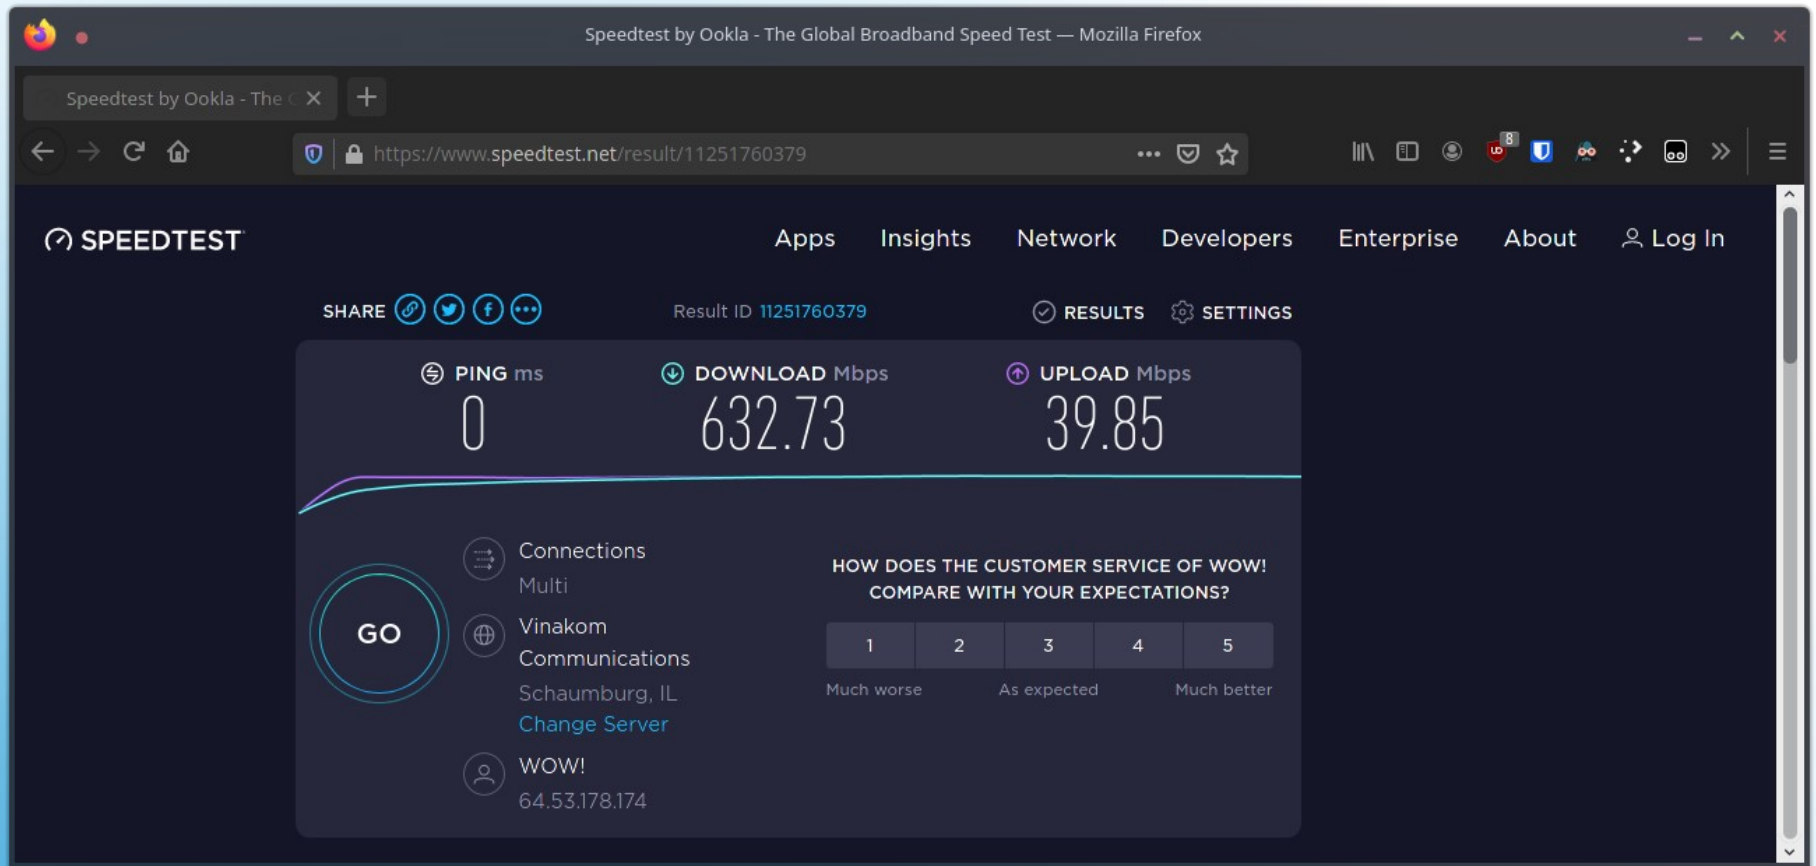 Speedtest by Ookla - The Global Broadband Speed Test — Mozilla Firefox
Speedtest by Ookla - The
https://www.speedtest.net/result/11251760379
8
SPEEDTEST
Apps Insights Network Developers Enterprise About Log In
SHARE Result ID 11251760379 RESULTS SETTINGS
PING ms DOWNLOAD Mbps UPLOAD Mbps
0 632.73 39.85
GO
Connections
Multi
Vinakom
Communications
Schaumburg, IL
Change Server
WOW!
64.53.178.174
HOW DOES THE CUSTOMER SERVICE OF WOW!
COMPARE WITH YOUR EXPECTATIONS?
1 2 3 4 5
Much worse As expected Much better